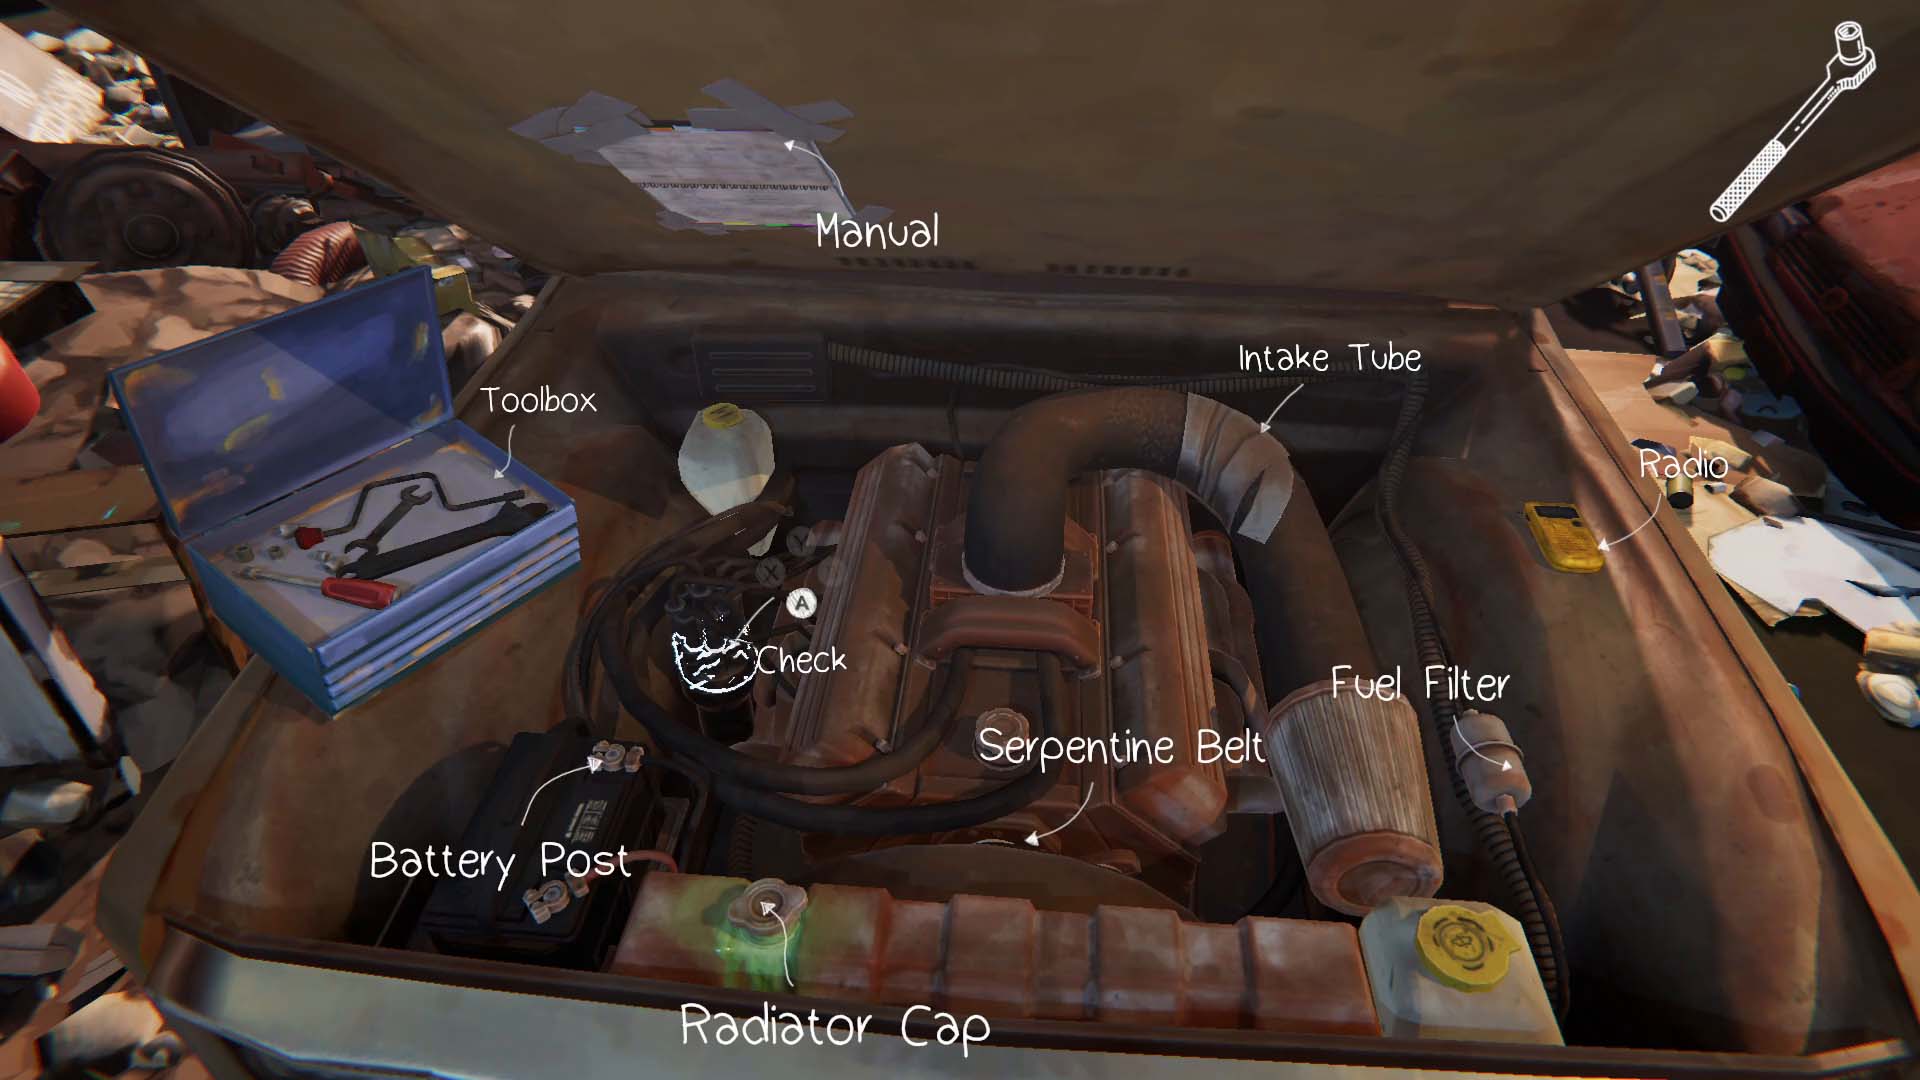 Manual
Intake Tube
Toolbox
Radio
Y
X
A
Check
Fuel Filter
Serpentine Belt
Battery Post
Radiator Cap